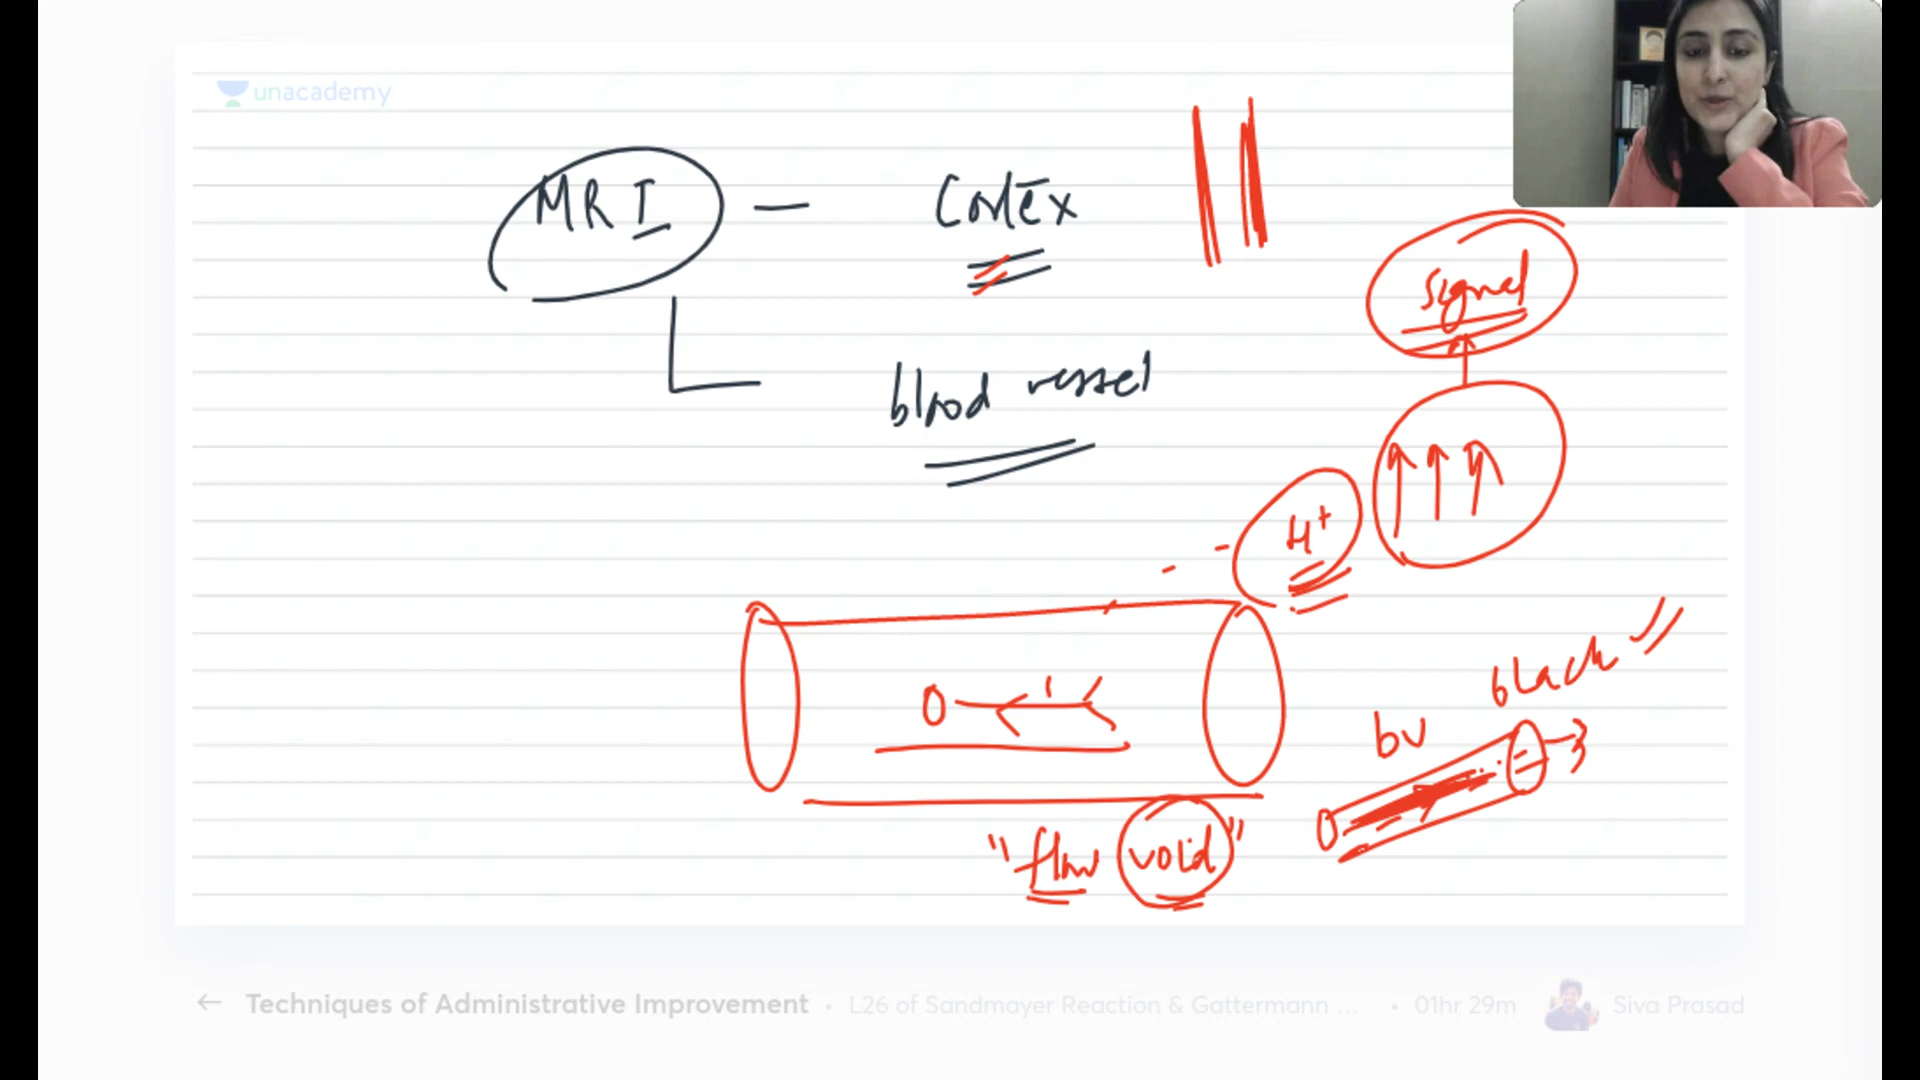 unacademy
MRI — Cortex
signal
blood vessel
H+
black
bv
"flow void"
← Techniques of Administrative Improvement • L26 of Sandmayer Reaction & Gattermann ... • 01hr 29m Siva Prasad